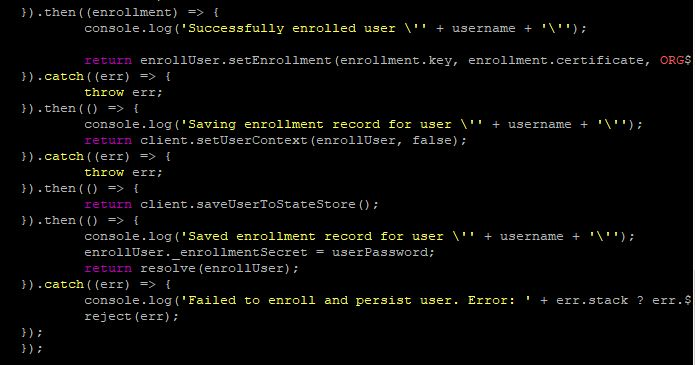 }).then((enrollment) => {
        console.log('Successfully enrolled user \'' + username + '\'');

        return enrollUser.setEnrollment(enrollment.key, enrollment.certificate, ORG$
}).catch((err) => {
        throw err;
}).then(() => {
        console.log('Saving enrollment record for user \'' + username + '\'');
        return client.setUserContext(enrollUser, false);
}).catch((err) => {
        throw err;
}).then(() => {
        return client.saveUserToStateStore();
}).then(() => {
        console.log('Saved enrollment record for user \'' + username + '\'');
        enrollUser._enrollmentSecret = userPassword;
        return resolve(enrollUser);
}).catch((err) => {
        console.log('Failed to enroll and persist user. Error: ' + err.stack ? err.$
        reject(err);
});
});